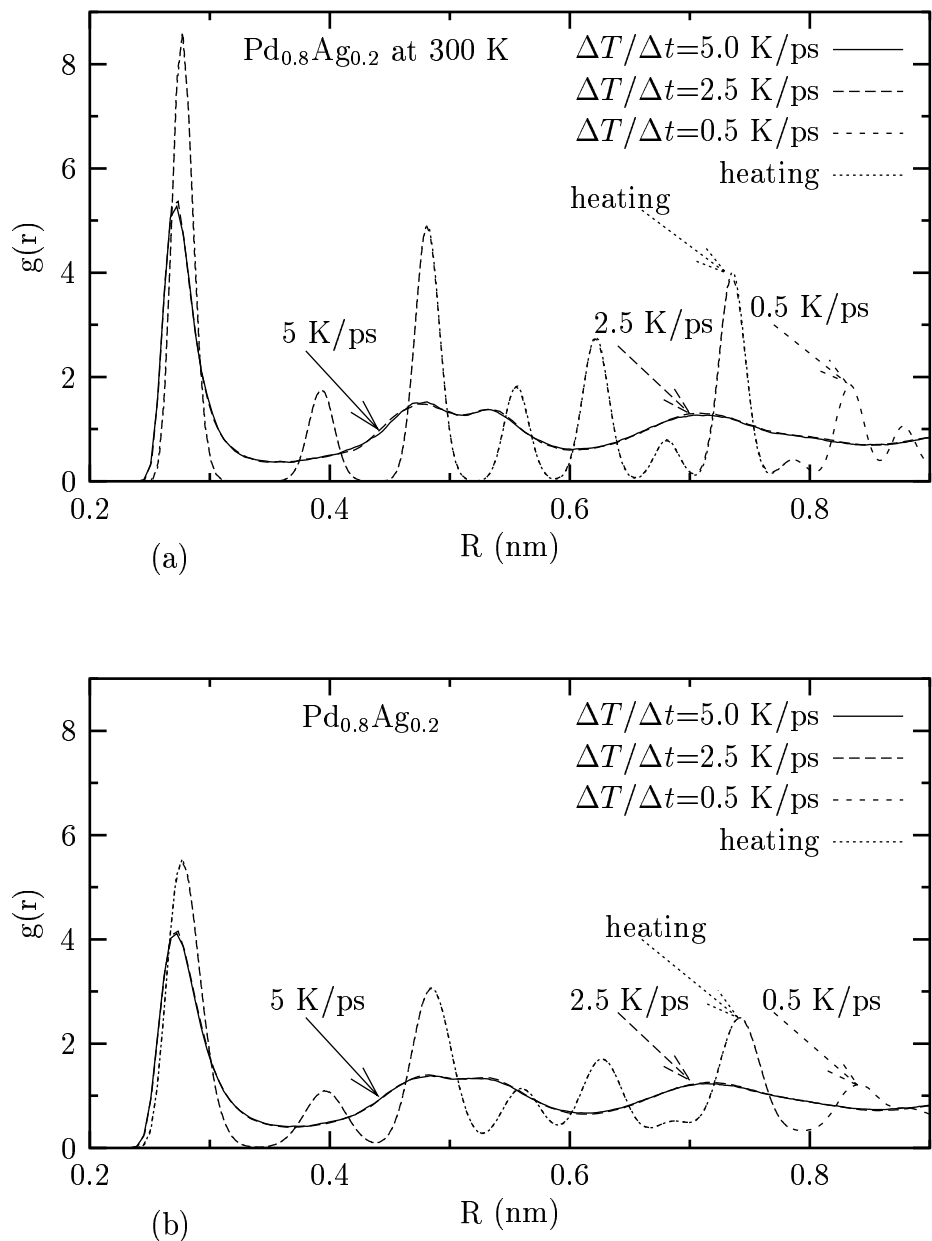 Pd0.8Ag0.2 at 300 K
ΔT/Δt=5.0 K/ps
ΔT/Δt=2.5 K/ps
ΔT/Δt=0.5 K/ps
heating
heating
0.5 K/ps
2.5 K/ps
5 K/ps
g(r)
8
6
4
2
0
0.2 0.4 0.6 0.8
R (nm)
(a)
Pd0.8Ag0.2
ΔT/Δt=5.0 K/ps
ΔT/Δt=2.5 K/ps
ΔT/Δt=0.5 K/ps
heating
heating
5 K/ps 2.5 K/ps 0.5 K/ps
g(r)
8
6
4
2
0
0.2 0.4 0.6 0.8
R (nm)
(b)